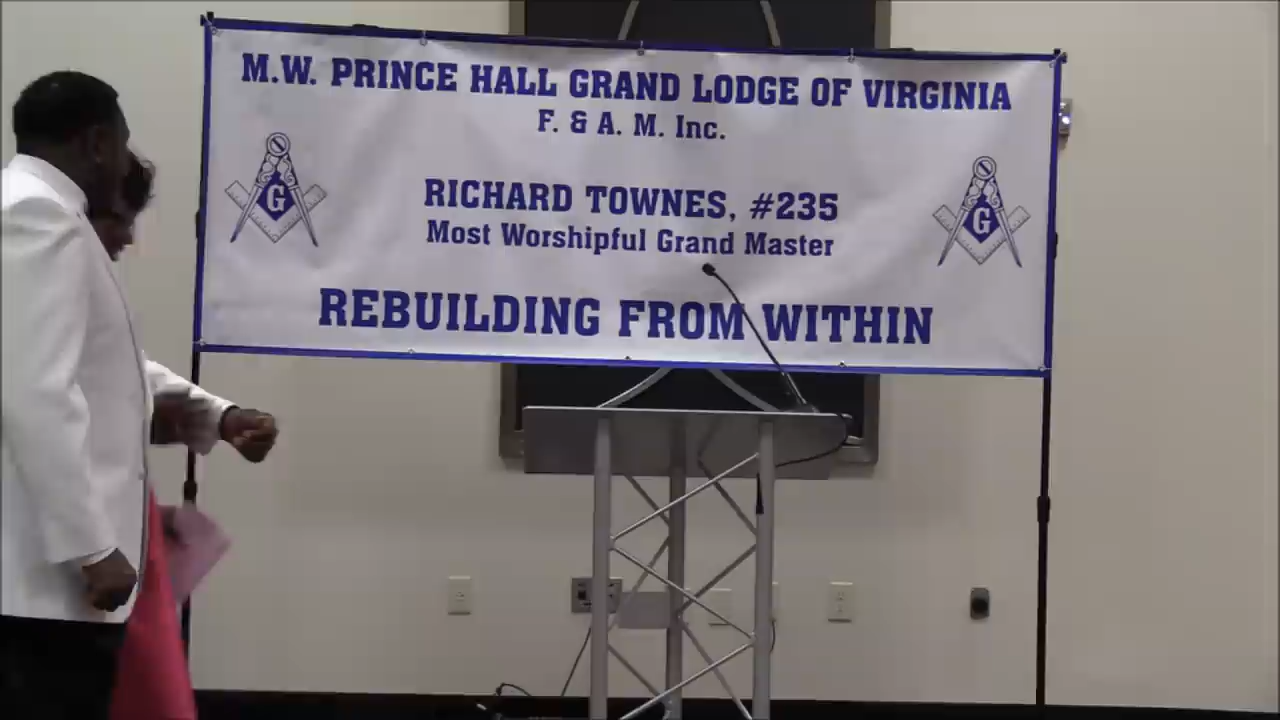 M.W. PRINCE HALL GRAND LODGE OF VIRGINIA
F. & A. M. Inc.
G
G
RICHARD TOWNES, #235
Most Worshipful Grand Master
REBUILDING FROM WITHIN